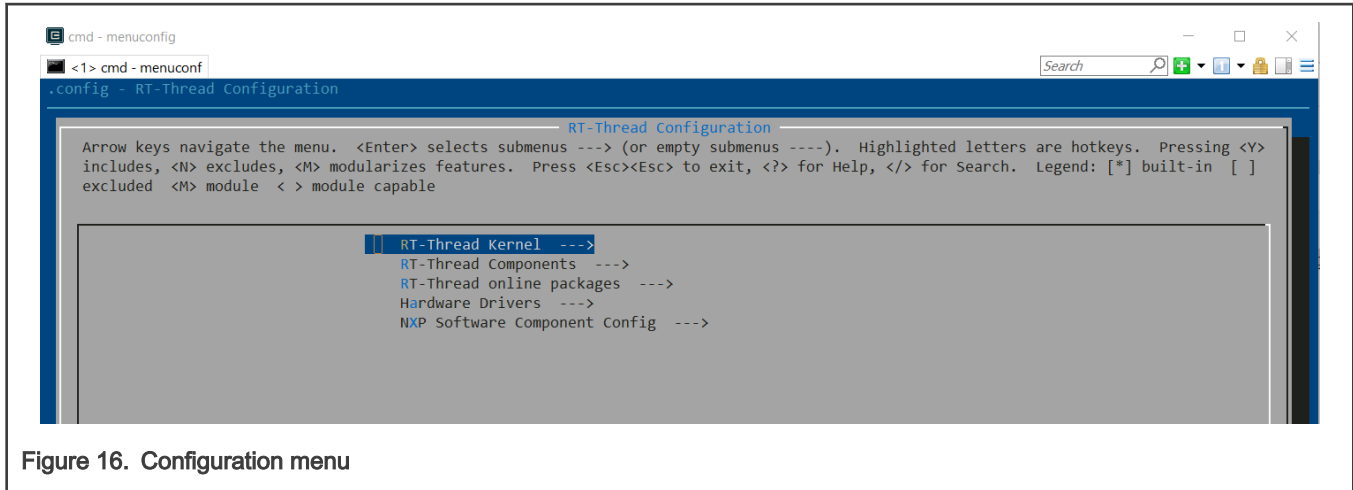 cmd - menuconfig
<1> cmd - menuconf
Search
.config - RT-Thread Configuration
RT-Thread Configuration
Arrow keys navigate the menu.  <Enter> selects submenus ---> (or empty submenus ----).  Highlighted letters are hotkeys.  Pressing <Y>
includes, <N> excludes, <M> modularizes features.  Press <Esc><Esc> to exit, <?> for Help, </> for Search.  Legend: [*] built-in  [ ]
excluded  <M> module  < > module capable
RT-Thread Kernel  --->
RT-Thread Components  --->
RT-Thread online packages  --->
Hardware Drivers  --->
NXP Software Component Config  --->
Figure 16.  Configuration menu